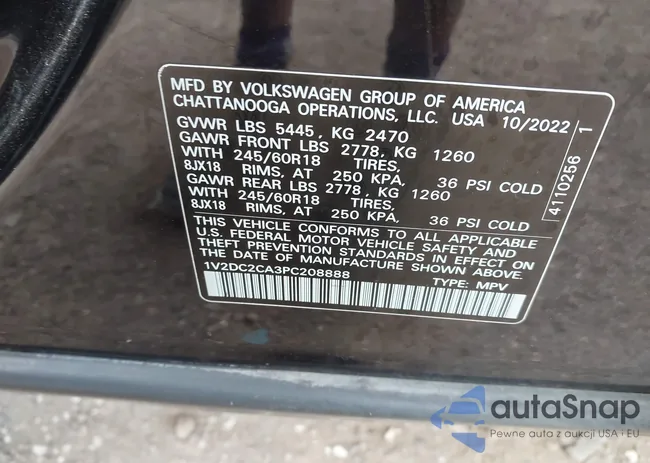 MFD BY VOLKSWAGEN GROUP OF AMERICA
CHATTANOOGA OPERATIONS, LLC. USA 10/2022
GVWR LBS 5445, KG 2470
GAWR FRONT LBS 2778, KG 1260
WITH 245/60R18 TIRES,
8JX18 RIMS, AT 250 KPA, 36 PSI COLD
GAWR REAR LBS 2778, KG 1260
WITH 245/60R18 TIRES,
8JX18 RIMS, AT 250 KPA, 36 PSI COLD
THIS VEHICLE CONFORMS TO ALL APPLICABLE
U.S. FEDERAL MOTOR VEHICLE SAFETY AND
THEFT PREVENTION STANDARDS IN EFFECT ON
THE DATE OF MANUFACTURE SHOWN ABOVE.
1V2DC2CA3PC208888 TYPE: MPV
4110256 1
autaSnap
Pewne auta z aukcji USA i EU